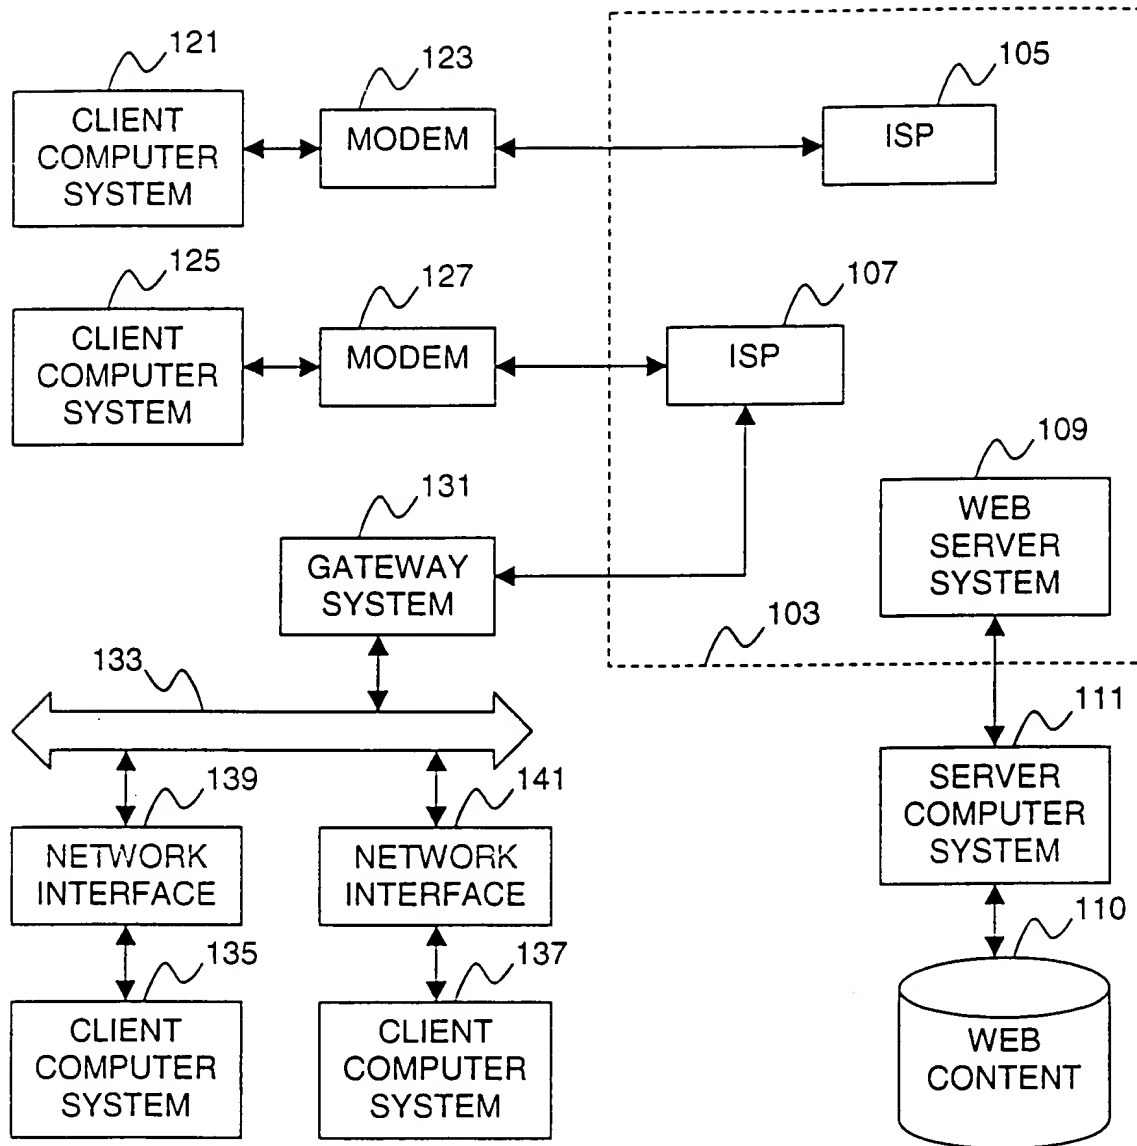 121
CLIENT
COMPUTER
SYSTEM
123
MODEM
105
ISP
125
CLIENT
COMPUTER
SYSTEM
127
MODEM
107
ISP
109
WEB
SERVER
SYSTEM
131
GATEWAY
SYSTEM
103
133
111
SERVER
COMPUTER
SYSTEM
139
NETWORK
INTERFACE
141
NETWORK
INTERFACE
110
WEB
CONTENT
135
CLIENT
COMPUTER
SYSTEM
137
CLIENT
COMPUTER
SYSTEM